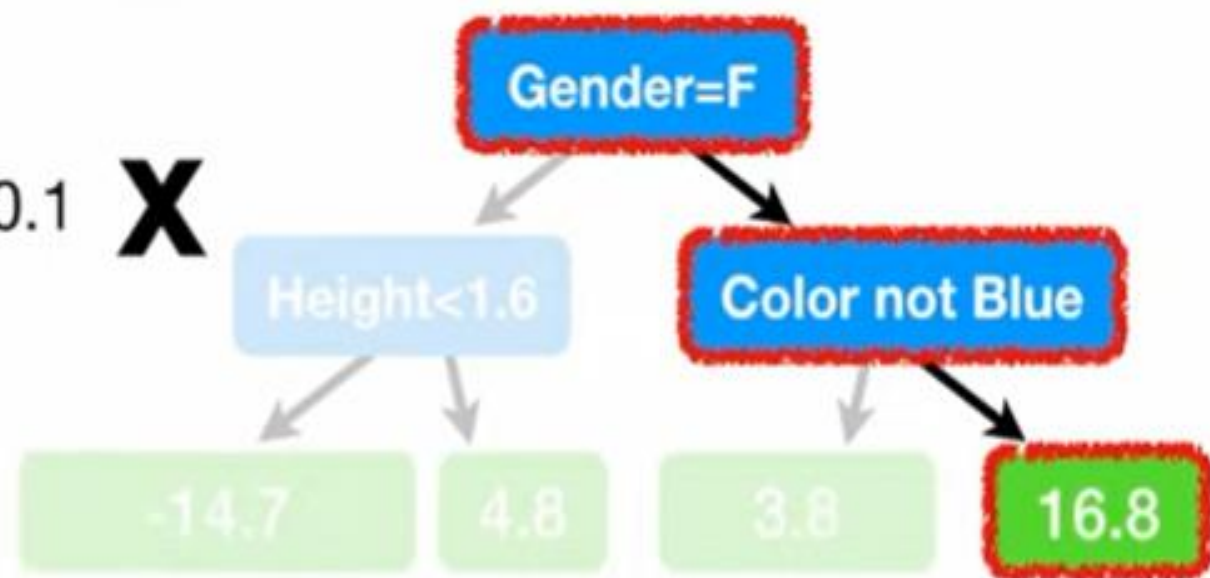 Gender=F
0.1 X
Height<1.6
Color not Blue
-14.7
4.8
3.8
16.8